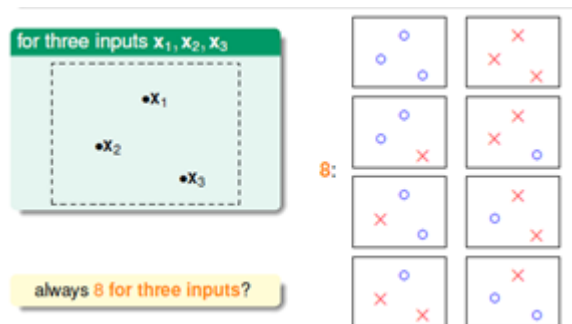 for three inputs x₁, x₂, x₃
•x₁
•x₂
•x₃
8:
always 8 for three inputs?